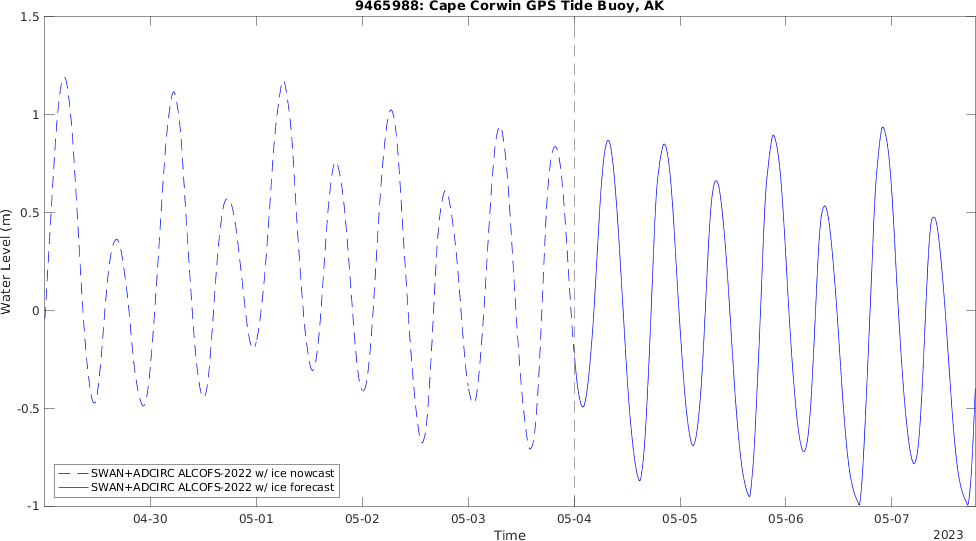 9465988: Cape Corwin GPS Tide Buoy, AK
1.5
1
0.5
0
-0.5
-1
Water Level (m)
SWAN+ADCIRC ALCOFS-2022 w/ ice nowcast
SWAN+ADCIRC ALCOFS-2022 w/ ice forecast
04-30 05-01 05-02 05-03 05-04 05-05 05-06 05-07
Time
2023